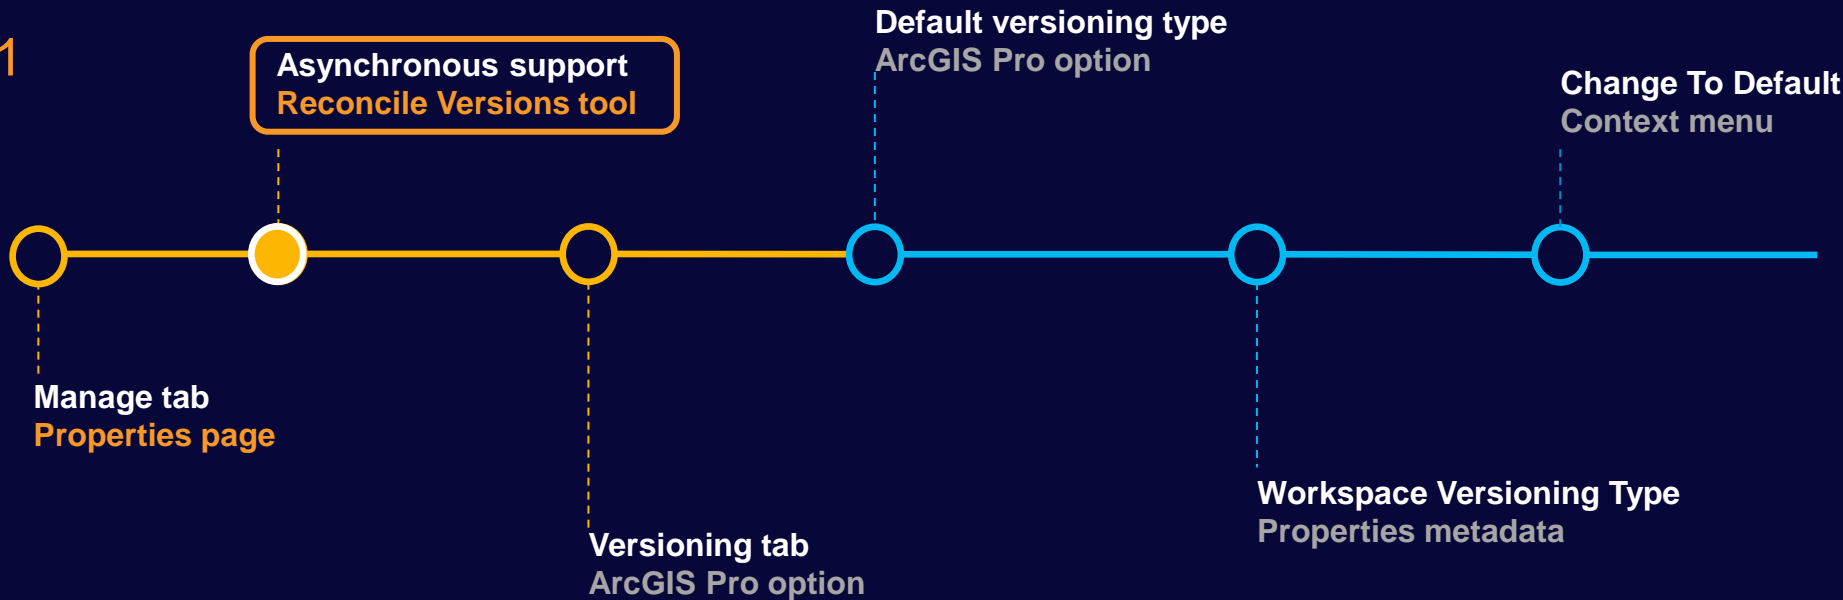 1
Asynchronous support
Reconcile Versions tool
Default versioning type
ArcGIS Pro option
Change To Default
Context menu
Manage tab
Properties page
Versioning tab
ArcGIS Pro option
Workspace Versioning Type
Properties metadata